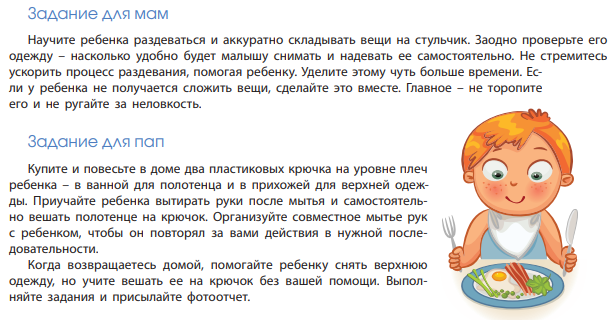 Задание для мам
Научите ребенка раздеваться и аккуратно складывать вещи на стульчик. Заодно проверьте его
одежду – насколько удобно будет малышу снимать и надевать ее самостоятельно. Не стремитесь
ускорить процесс раздевания, помогая ребенку. Уделите этому чуть больше времени. Ес-
ли у ребенка не получается сложить вещи, сделайте это вместе. Главное – не торопите
его и не ругайте за неловкость.
Задание для пап
Купите и повесьте в доме два пластиковых крючка на уровне плеч
ребенка – в ванной для полотенца и в прихожей для верхней одеж-
ды. Приучайте ребенка вытирать руки после мытья и самостоятель-
но вешать полотенце на крючок. Организуйте совместное мытье рук
с ребенком, чтобы он повторял за вами действия в нужной после-
довательности.
Когда возвращаетесь домой, помогайте ребенку снять верхнюю
одежду, но учите вешать ее на крючок без вашей помощи. Выпол-
няйте задания и присылайте фотоотчет.